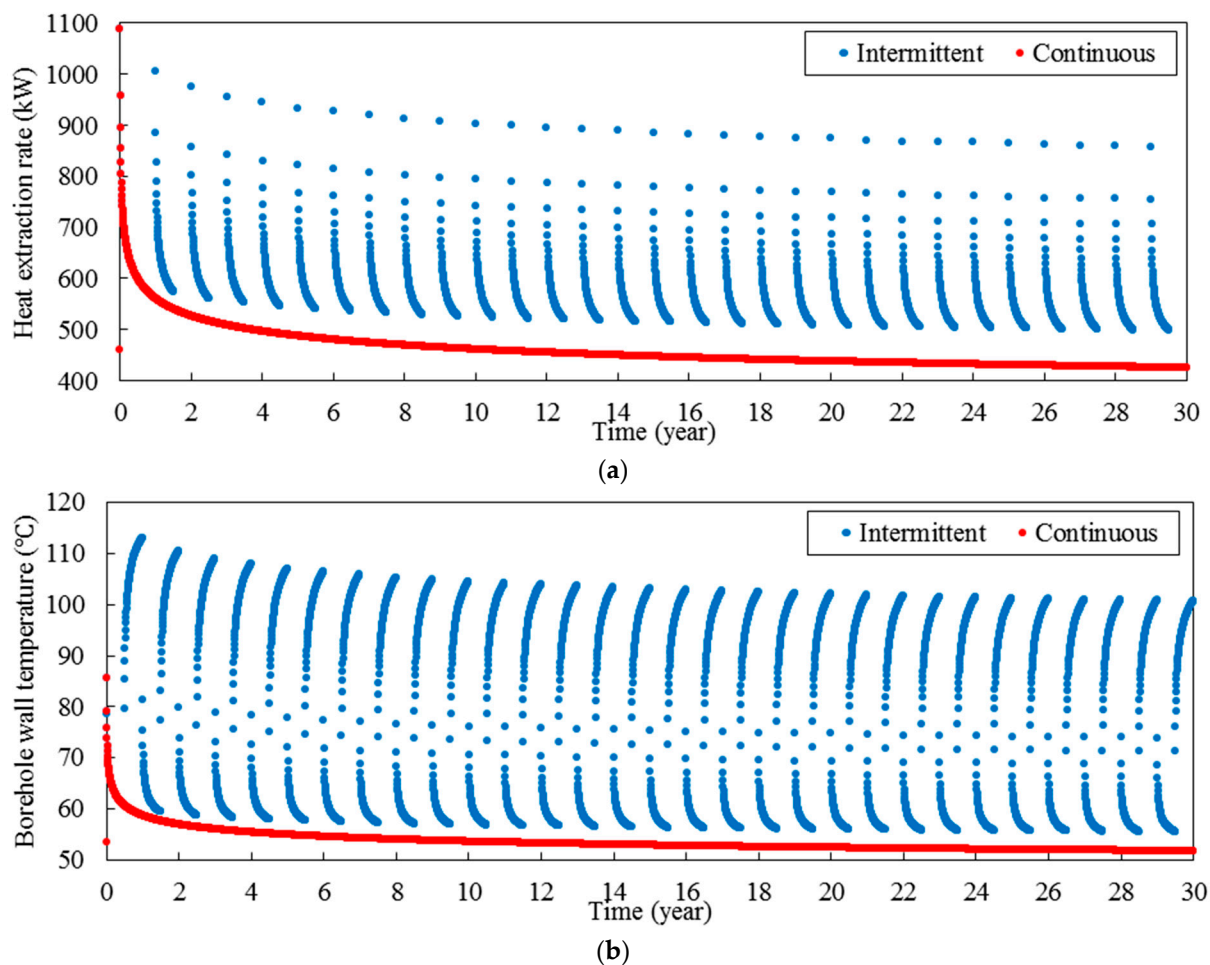 1100
1000
900
800
700
600
500
400
Heat extraction rate (kW)
Intermittent Continuous
0 2 4 6 8 10 12 14 16 18 20 22 24 26 28 30
Time (year)
(a)
120
110
100
90
80
70
60
50
Borehole wall temperature (°C)
Intermittent Continuous
0 2 4 6 8 10 12 14 16 18 20 22 24 26 28 30
Time (year)
(b)